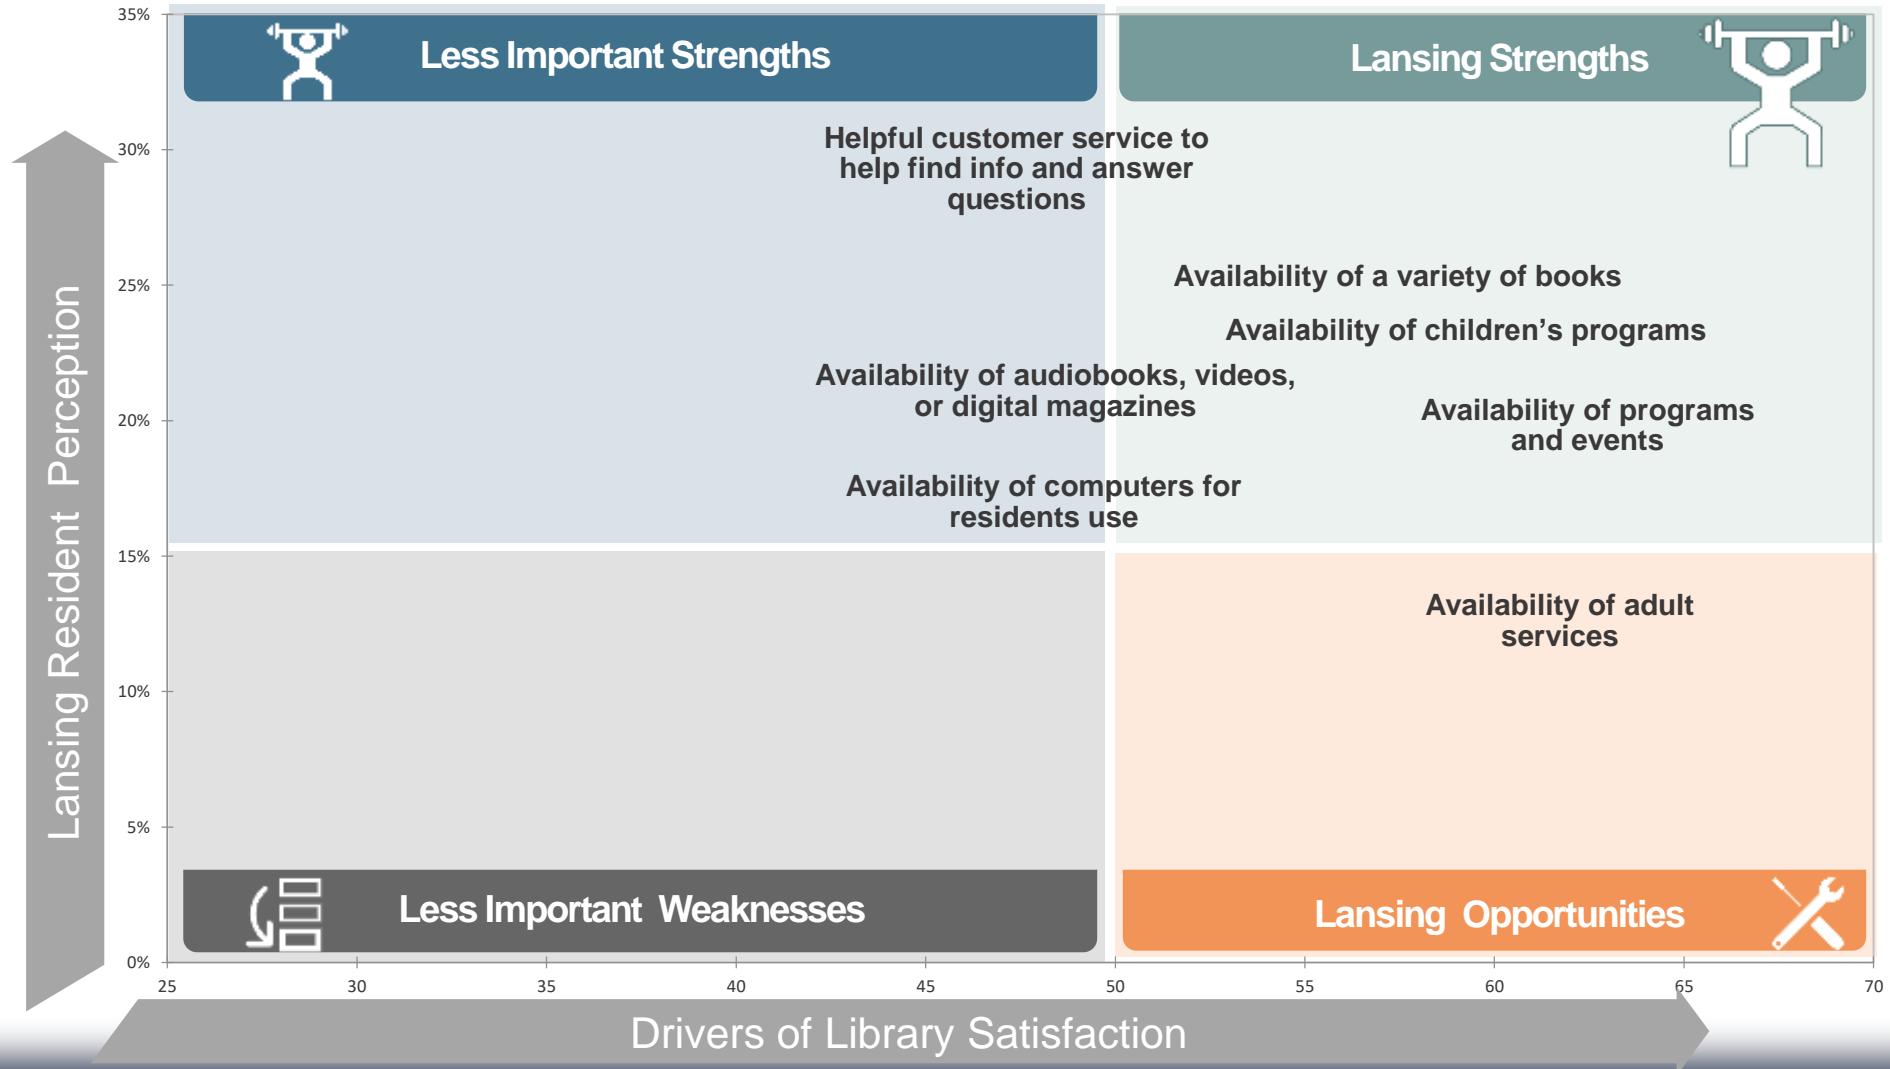 35%
Less Important Strengths
Lansing Strengths
Helpful customer service to
help find info and answer
questions
30%
Availability of a variety of books
25%
Availability of children’s programs
Availability of audiobooks, videos,
or digital magazines
Availability of programs
and events
20%
Availability of computers for
residents use
15%
Availability of adult
services
10%
5%
Less Important Weaknesses
Lansing Opportunities
0%
25 30 35 40 45 50 55 60 65 70
Lansing Resident Perception
Drivers of Library Satisfaction